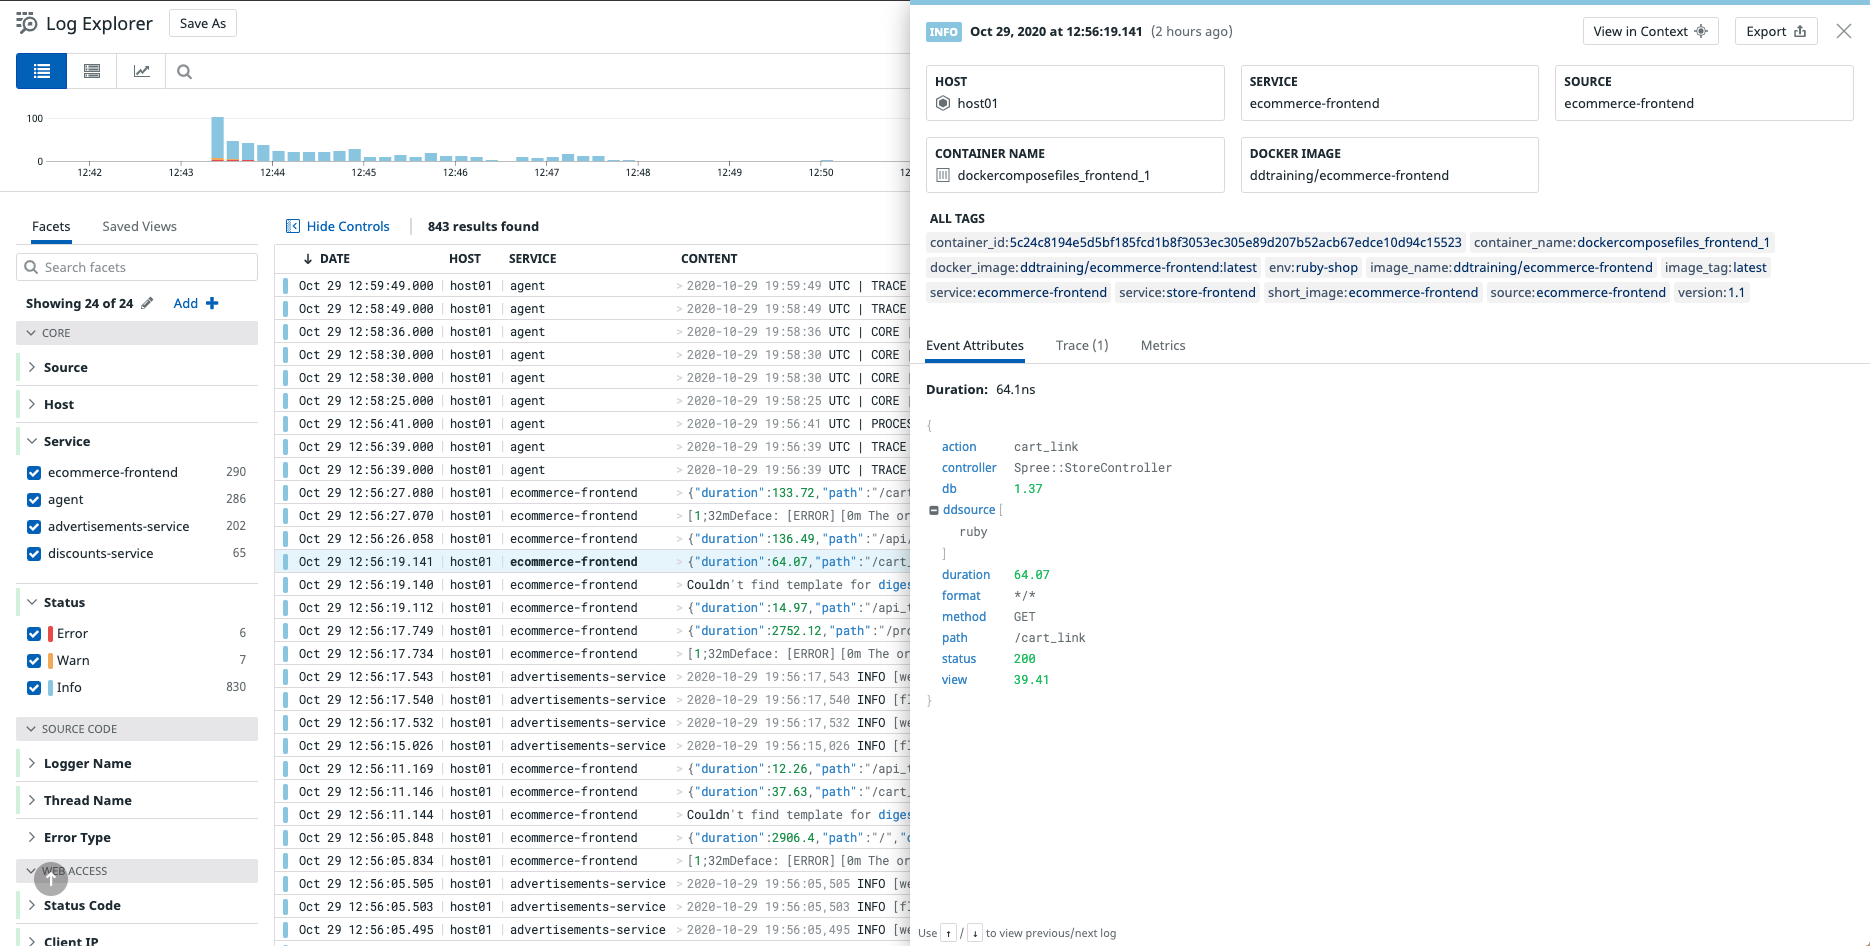 Log Explorer
Save As
100
0
12:42 12:43 12:44 12:45 12:46 12:47 12:48 12:49 12:50
Facets
Saved Views
Search facets
Showing 24 of 24
Add
CORE
Source
Host
Service
ecommerce-frontend 290
agent 286
advertisements-service 202
discounts-service 65
Status
Error 6
Warn 7
Info 830
SOURCE CODE
Logger Name
Thread Name
Error Type
WEB ACCESS
Status Code
Client IP
Hide Controls
843 results found
DATE HOST SERVICE CONTENT
Oct 29 12:59:49.000 host01 agent > 2020-10-29 19:59:49 UTC | TRACE
Oct 29 12:58:49.000 host01 agent > 2020-10-29 19:58:49 UTC | TRACE
Oct 29 12:58:36.000 host01 agent > 2020-10-29 19:58:36 UTC | CORE |
Oct 29 12:58:30.000 host01 agent > 2020-10-29 19:58:30 UTC | CORE |
Oct 29 12:58:30.000 host01 agent > 2020-10-29 19:58:30 UTC | CORE |
Oct 29 12:58:25.000 host01 agent > 2020-10-29 19:58:25 UTC | CORE |
Oct 29 12:56:41.000 host01 agent > 2020-10-29 19:56:41 UTC | PROCES
Oct 29 12:56:39.000 host01 agent > 2020-10-29 19:56:39 UTC | TRACE
Oct 29 12:56:39.000 host01 agent > 2020-10-29 19:56:39 UTC | TRACE
Oct 29 12:56:27.080 host01 ecommerce-frontend > {"duration":133.72,"path":"/cart
Oct 29 12:56:27.070 host01 ecommerce-frontend > [1;32mDeface: [ERROR] [0m The or
Oct 29 12:56:26.058 host01 ecommerce-frontend > {"duration":136.49,"path":"/api/
Oct 29 12:56:19.141 host01 ecommerce-frontend > {"duration":64.07,"path":"/cart_
Oct 29 12:56:19.140 host01 ecommerce-frontend > Couldn't find template for diges
Oct 29 12:56:19.112 host01 ecommerce-frontend > {"duration":14.97,"path":"/api_t
Oct 29 12:56:17.749 host01 ecommerce-frontend > {"duration":2752.12,"path":"/pro
Oct 29 12:56:17.734 host01 ecommerce-frontend > [1;32mDeface: [ERROR] [0m The or
Oct 29 12:56:17.543 host01 advertisements-service > 2020-10-29 19:56:17,543 INFO [we
Oct 29 12:56:17.540 host01 advertisements-service > 2020-10-29 19:56:17,540 INFO [fl
Oct 29 12:56:17.532 host01 advertisements-service > 2020-10-29 19:56:17,532 INFO [we
Oct 29 12:56:15.026 host01 advertisements-service > 2020-10-29 19:56:15,026 INFO [fl
Oct 29 12:56:11.169 host01 ecommerce-frontend > {"duration":12.26,"path":"/api_t
Oct 29 12:56:11.146 host01 ecommerce-frontend > {"duration":37.63,"path":"/cart_
Oct 29 12:56:11.144 host01 ecommerce-frontend > Couldn't find template for diges
Oct 29 12:56:05.848 host01 ecommerce-frontend > {"duration":2906.4,"path":"/","c
Oct 29 12:56:05.834 host01 ecommerce-frontend > [1;32mDeface: [ERROR] [0m The or
Oct 29 12:56:05.505 host01 advertisements-service > 2020-10-29 19:56:05,505 INFO [we
Oct 29 12:56:05.503 host01 advertisements-service > 2020-10-29 19:56:05,503 INFO [fl
Oct 29 12:56:05.495 host01 advertisements-service > 2020-10-29 19:56:05,495 INFO [we
INFO Oct 29, 2020 at 12:56:19.141 (2 hours ago)
View in Context
Export
HOST
host01
SERVICE
ecommerce-frontend
SOURCE
ecommerce-frontend
CONTAINER NAME
dockercomposefiles_frontend_1
DOCKER IMAGE
ddtraining/ecommerce-frontend
ALL TAGS
container_id:5c24c8194e5d5bf185fcd1b8f3053ec305e89d207b52acb67edce10d94c15523 container_name:dockercomposefiles_frontend_1
docker_image:ddtraining/ecommerce-frontend:latest env:ruby-shop image_name:ddtraining/ecommerce-frontend image_tag:latest
service:ecommerce-frontend service:store-frontend short_image:ecommerce-frontend source:ecommerce-frontend version:1.1
Event Attributes
Trace (1)
Metrics
Duration: 64.1ns
{
action cart_link
controller Spree::StoreController
db 1.37
ddsource [
ruby
]
duration 64.07
format */*
method GET
path /cart_link
status 200
view 39.41
}
Use ↑ / ↓ to view previous/next log